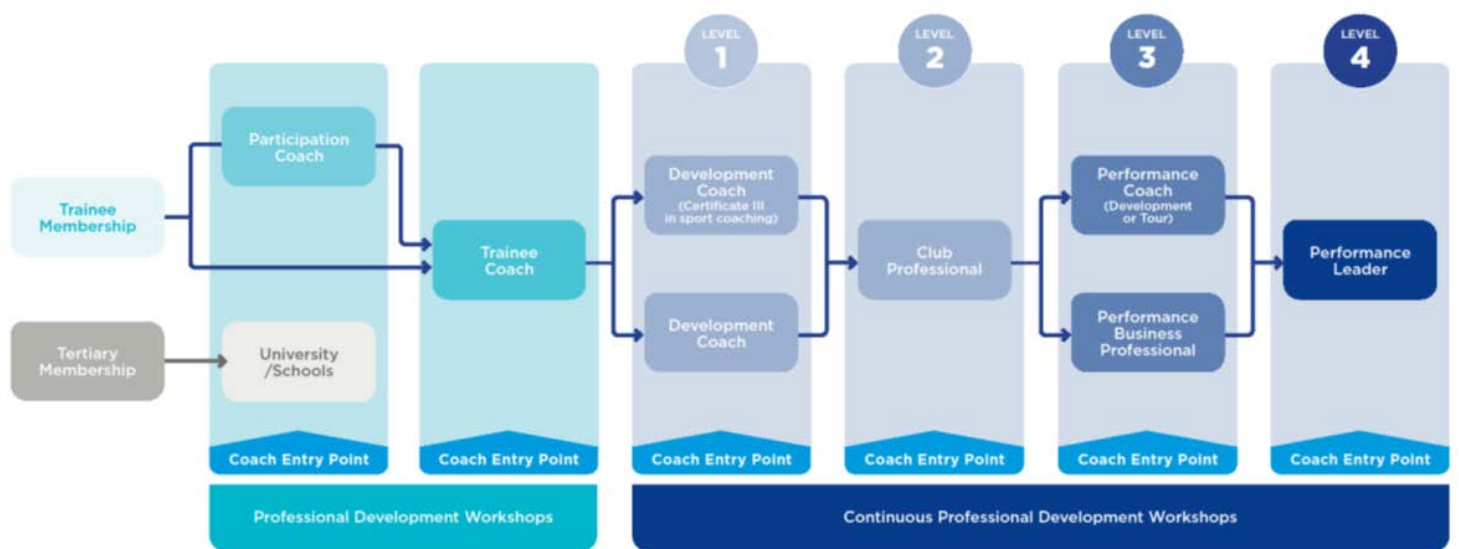 LEVEL
1
LEVEL
2
LEVEL
3
LEVEL
4
Trainee
Membership
Tertiary
Membership
Participation
Coach
University
/Schools
Trainee
Coach
Development
Coach
(Certificate III
in sport coaching)
Development
Coach
Club
Professional
Performance
Coach
(Development
or Tour)
Performance
Business
Professional
Performance
Leader
Coach Entry Point
Coach Entry Point
Coach Entry Point
Coach Entry Point
Coach Entry Point
Coach Entry Point
Professional Development Workshops
Continuous Professional Development Workshops